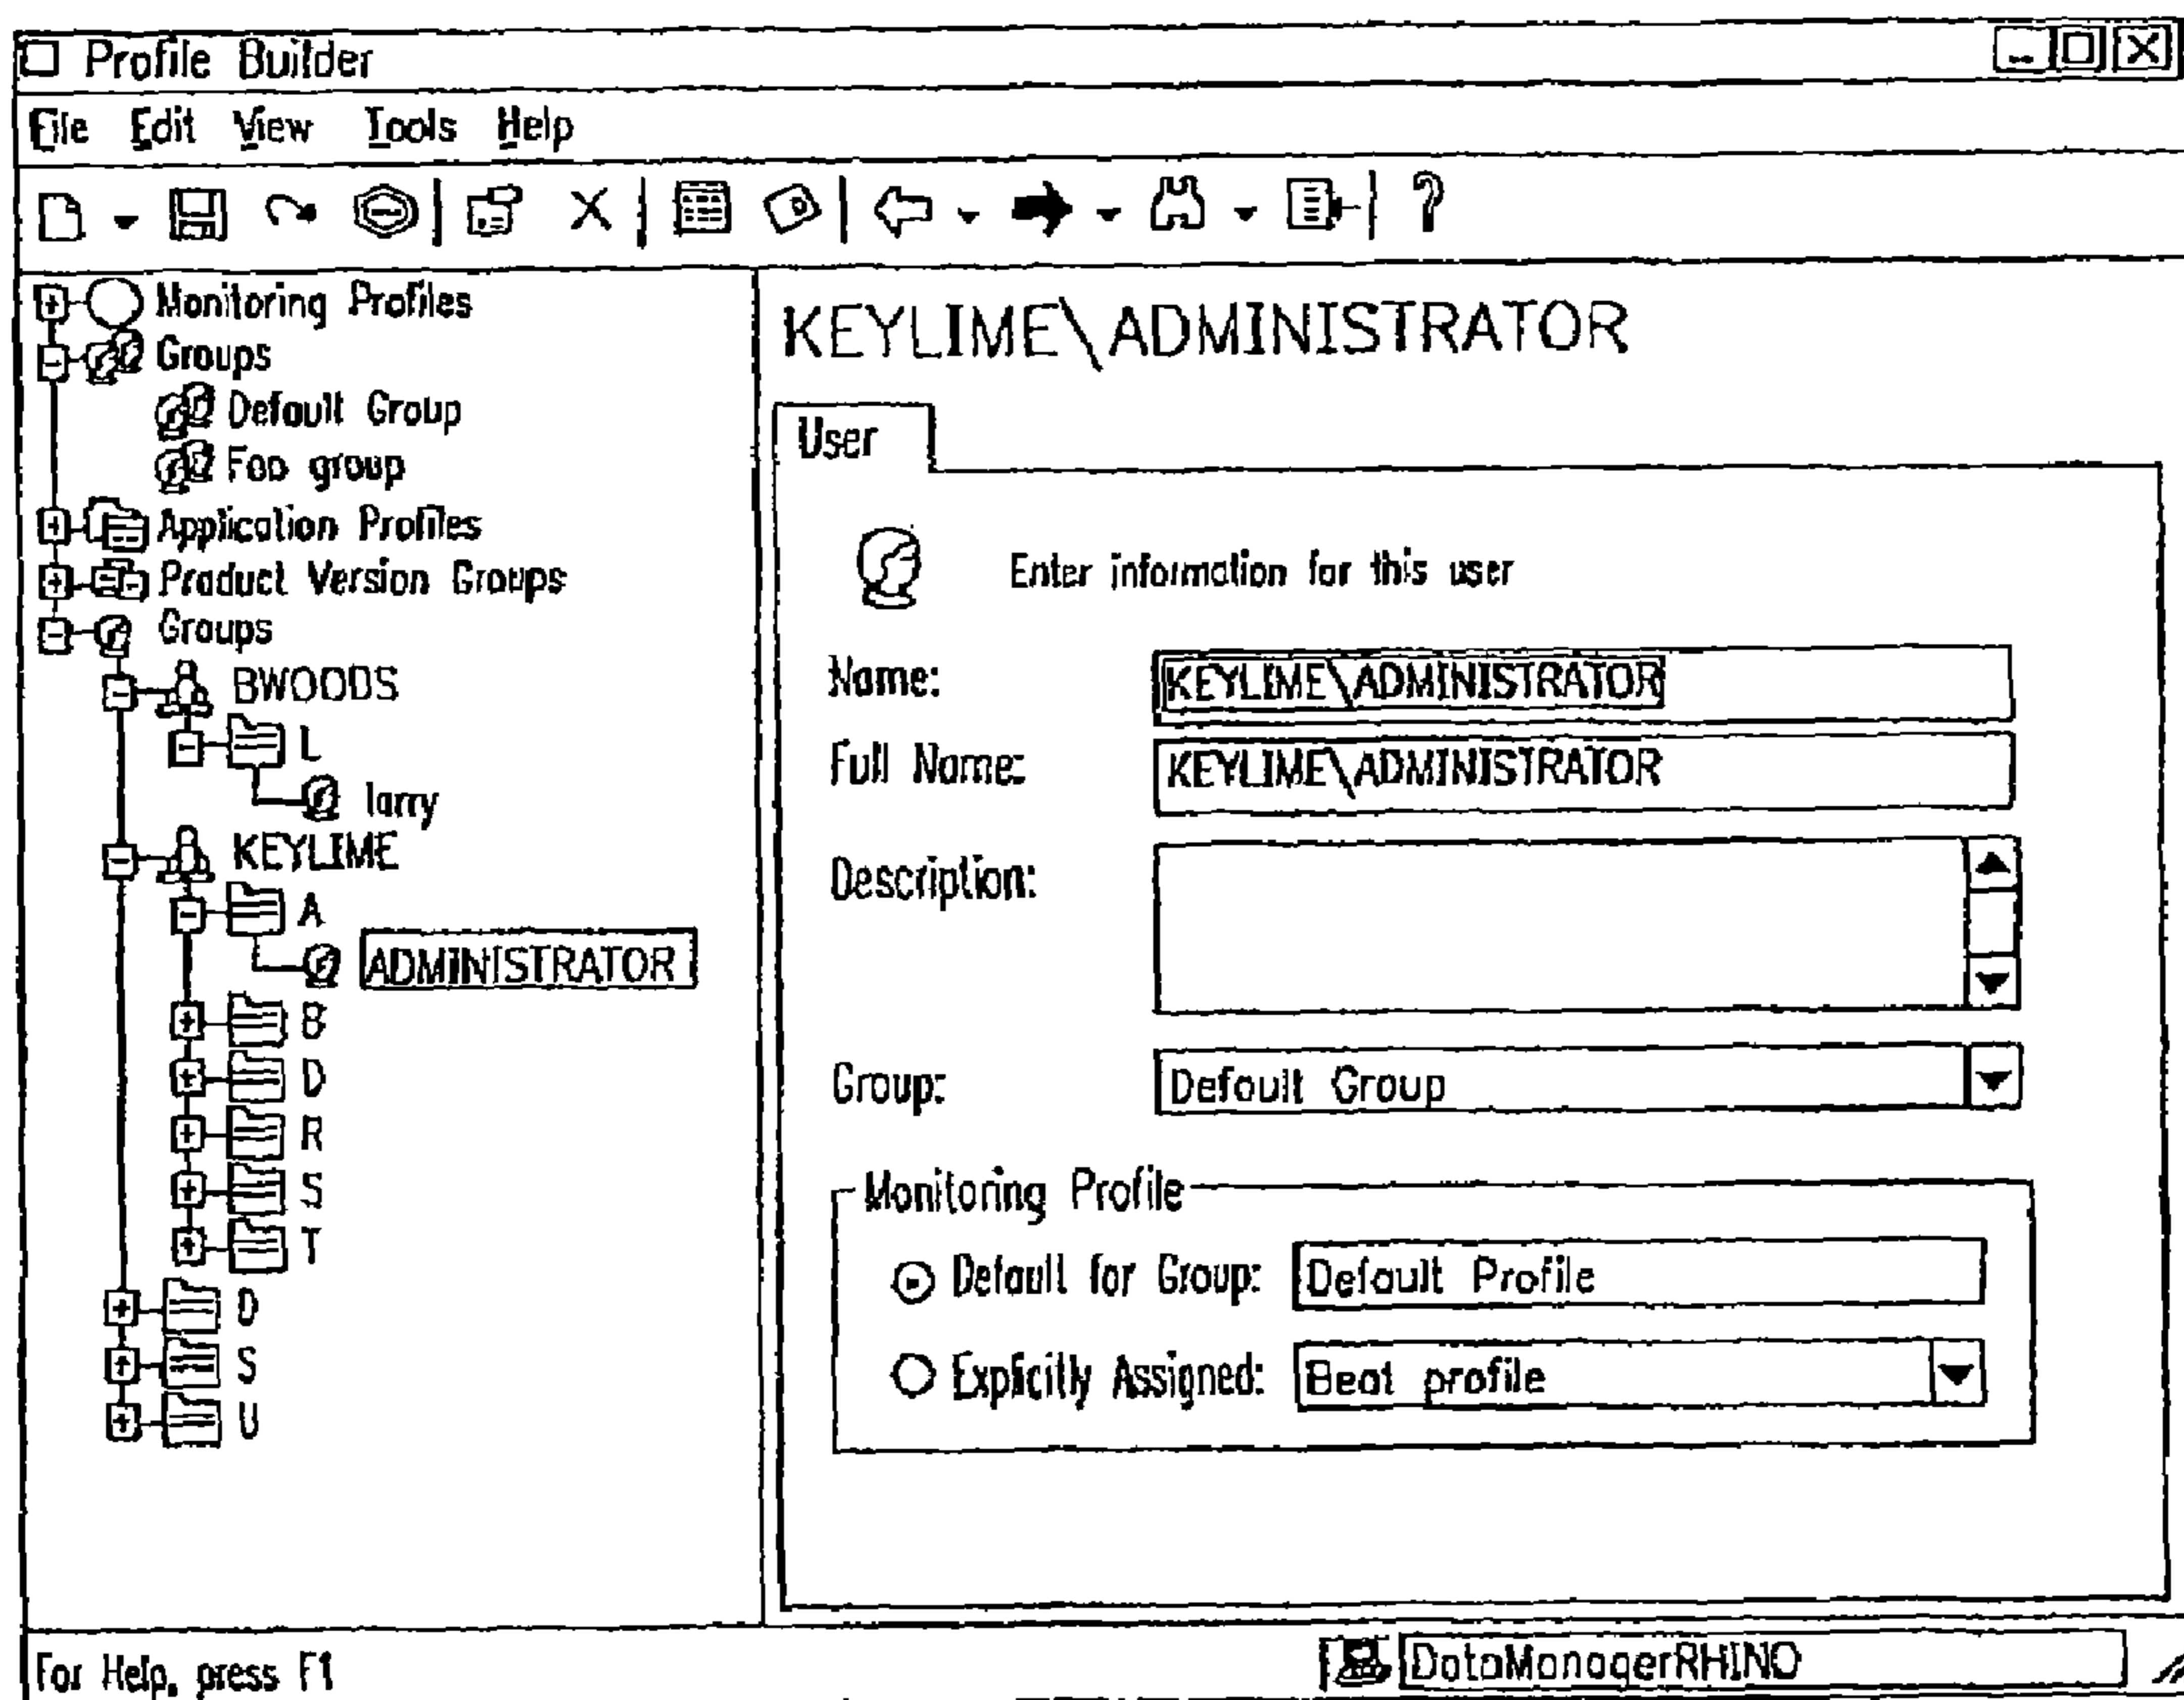 Profile Builder
File Edit View Tools Help
Monitoring Profiles
Groups
Default Group
Foo group
Application Profiles
Product Version Groups
Groups
BWOODS
L
larry
KEYLIME
A
ADMINISTRATOR
B
D
R
S
T
D
S
U
KEYLIME\ADMINISTRATOR
User
Enter information for this user
Name: KEYLIME\ADMINISTRATOR
Full Name: KEYLIME\ADMINISTRATOR
Description:
Group: Default Group
Monitoring Profile
Default for Group: Default Profile
Explicitly Assigned: Beat profile
For Help, press F1
DataManagerRHINO